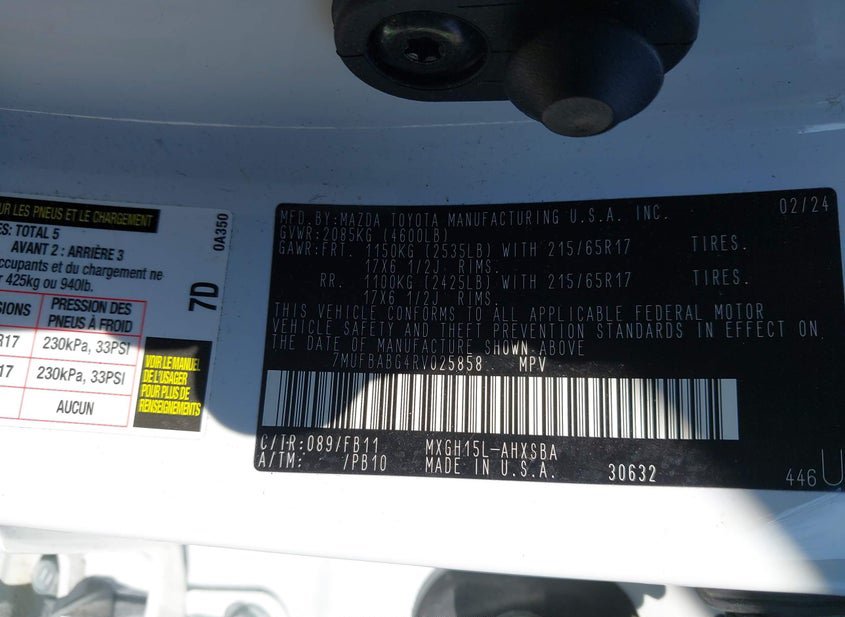 UR LES PNEUS ET LE CHARGEMENT
ES: TOTAL 5
AVANT 2 : ARRIÈRE 3
occupants et du chargement ne
r 425kg ou 940lb.
PRESSION DES
PNEUS À FROID
R17 230kPa, 33PSI
17 230kPa, 33PSI
AUCUN
VOIR LE MANUEL
DE L'USAGER
POUR PLUS DE
RENSEIGNEMENTS
7D
0A350
MFD.BY:MAZDA TOYOTA MANUFACTURING U.S.A. INC. 02/24
GVWR:2085KG (4600LB)
GAWR:FRT. 1150KG (2535LB) WITH 215/65R17 TIRES.
17X6 1/2J RIMS.
RR. 1100KG (2425LB) WITH 215/65R17 TIRES.
17X6 1/2J RIMS.
THIS VEHICLE CONFORMS TO ALL APPLICABLE FEDERAL MOTOR
VEHICLE SAFETY AND THEFT PREVENTION STANDARDS IN EFFECT ON
THE DATE OF MANUFACTURE SHOWN ABOVE
7MUFBABG4RV025858 MPV
C/TR:089/FB11 MXGH15L-AHXSBA
A/TM: /PB10 MADE IN U.S.A. 30632
446U